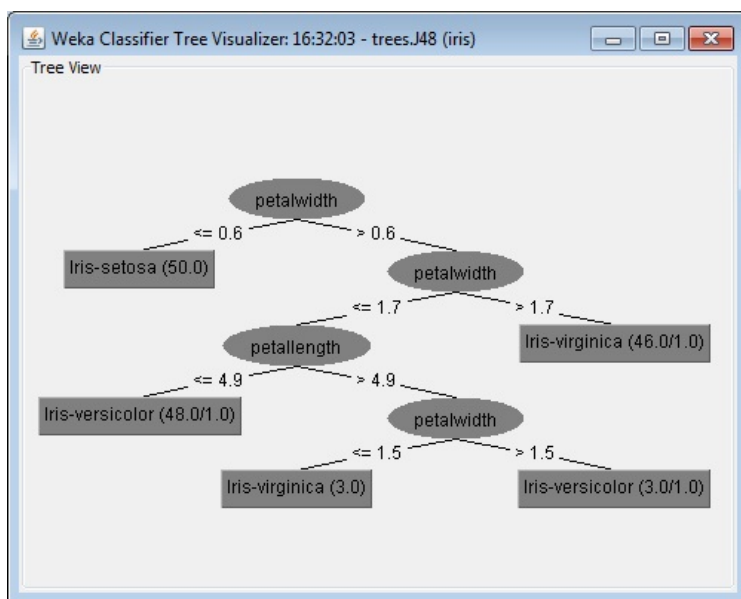 Weka Classifier Tree Visualizer: 16:32:03 - trees.J48 (iris)
Tree View
petalwidth
<= 0.6
> 0.6
Iris-setosa (50.0)
petalwidth
<= 1.7
> 1.7
petallength
Iris-virginica (46.0/1.0)
<= 4.9
> 4.9
Iris-versicolor (48.0/1.0)
petalwidth
<= 1.5
> 1.5
Iris-virginica (3.0)
Iris-versicolor (3.0/1.0)